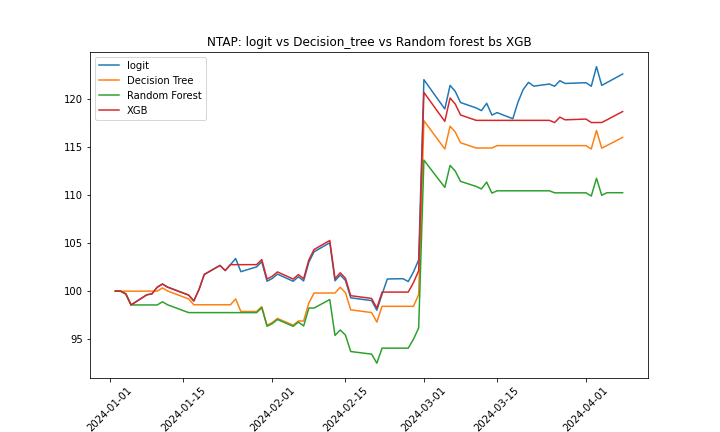 NTAP: logit vs Decision_tree vs Random forest bs XGB
logit
Decision Tree
Random Forest
XGB
120
115
110
105
100
95
2024-01-01
2024-01-15
2024-02-01
2024-02-15
2024-03-01
2024-03-15
2024-04-01